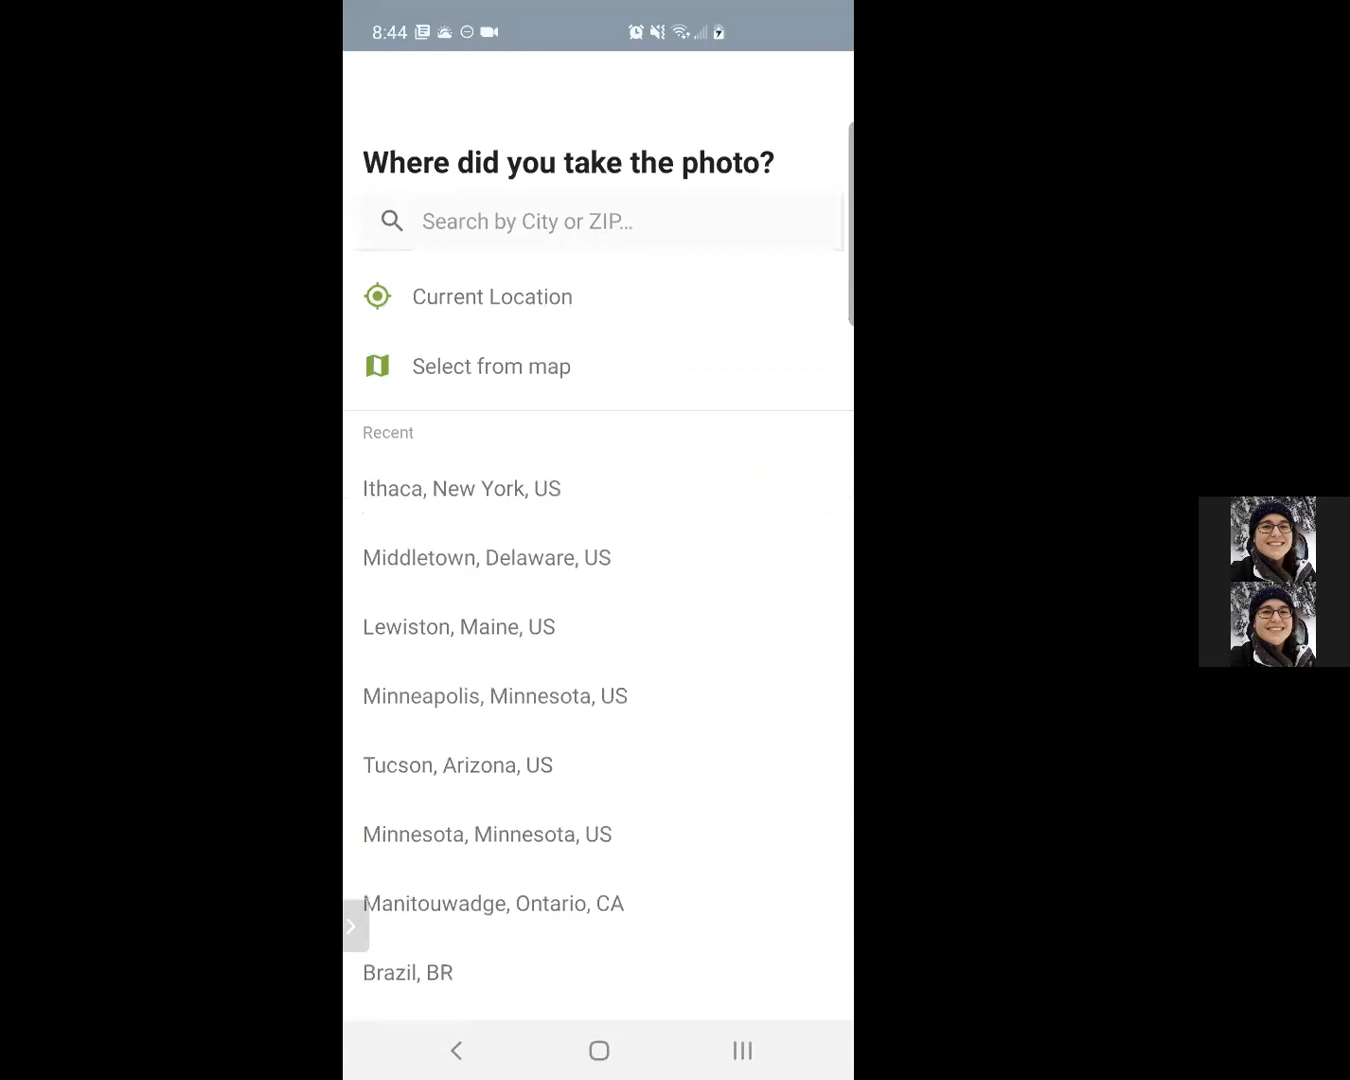 8:44
Where did you take the photo?
Search by City or ZIP...
Current Location
Select from map
Recent
Ithaca, New York, US
Middletown, Delaware, US
Lewiston, Maine, US
Minneapolis, Minnesota, US
Tucson, Arizona, US
Minnesota, Minnesota, US
Manitouwadge, Ontario, CA
Brazil, BR